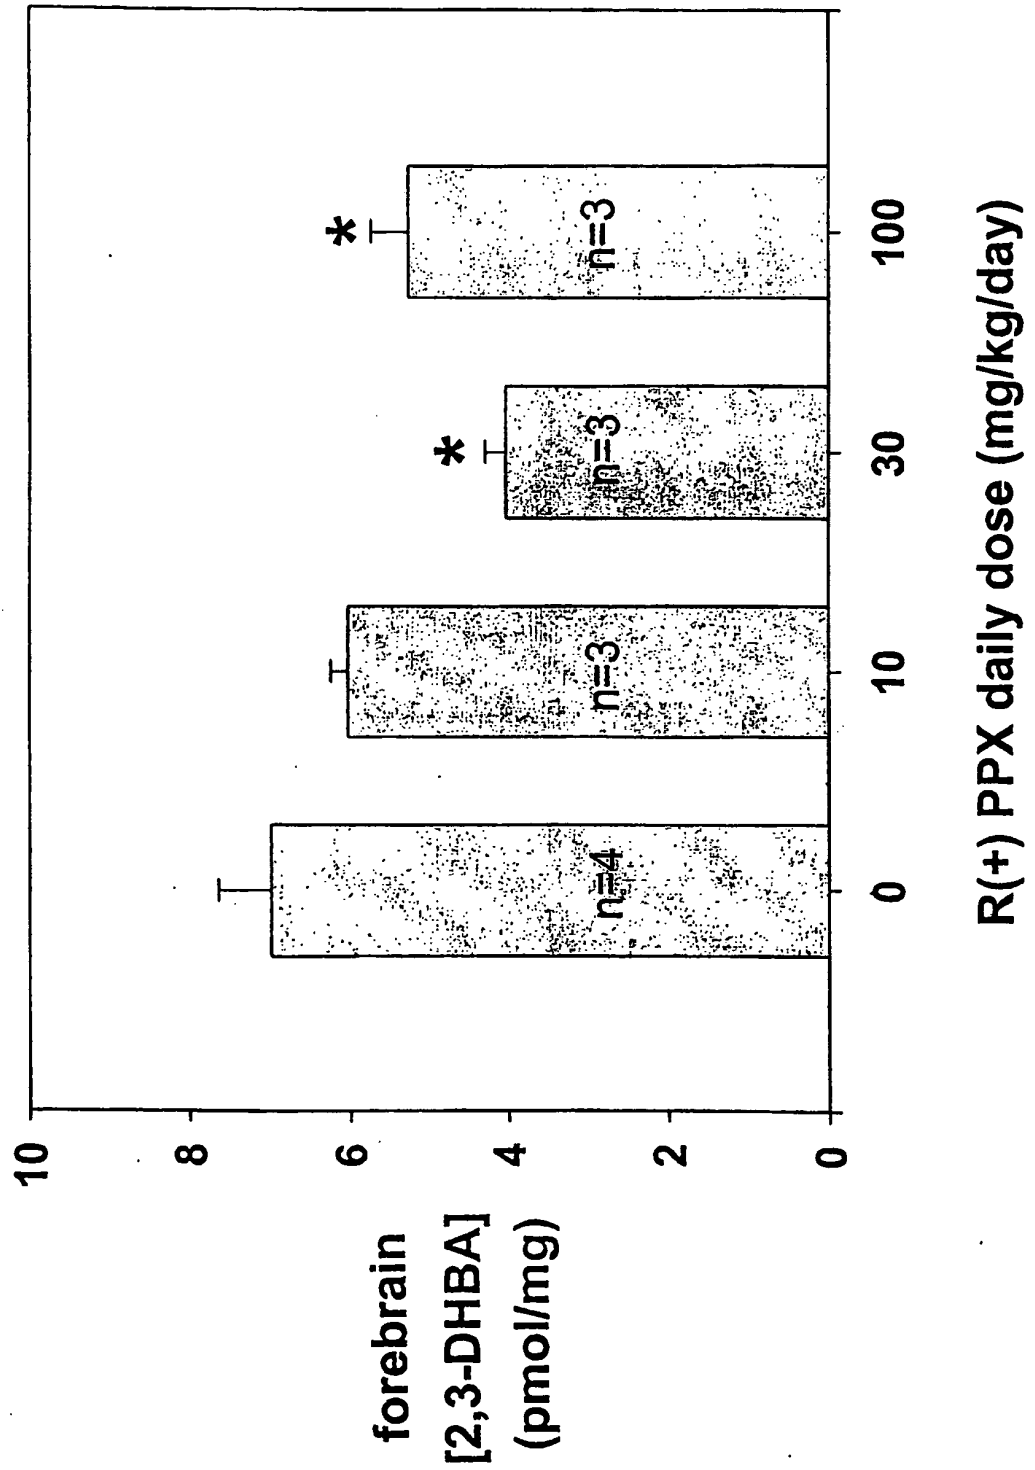 forebrain
[2,3-DHBA]
(pmol/mg)
10
8
6
4
2
0
*
*
n=4
n=3
n=3
n=3
0
10
30
100
R(+) PPX daily dose (mg/kg/day)